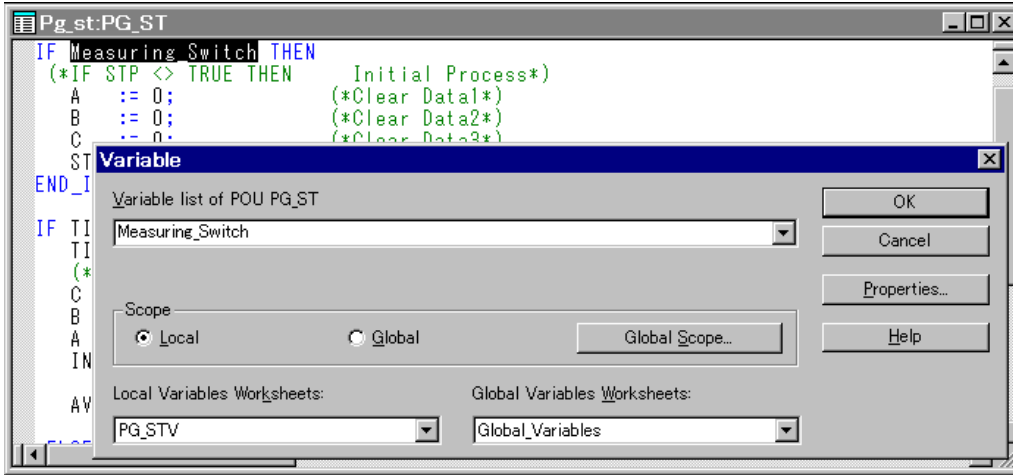 Pg_st:PG_ST
IF Measuring_Switch THEN
(*IF STP <> TRUE THEN Initial Process*)
A := 0; (*Clear Data1*)
B := 0; (*Clear Data2*)
C := 0; (*Clear Data3*)
ST
END_I
IF TI
TI
(*
C
B
A
IN
AV
ELSE
Variable
Variable list of POU PG_ST
OK
Measuring_Switch
Cancel
Properties...
Scope
Local Global Global Scope... Help
Local Variables Worksheets: Global Variables Worksheets:
PG_STV Global_Variables